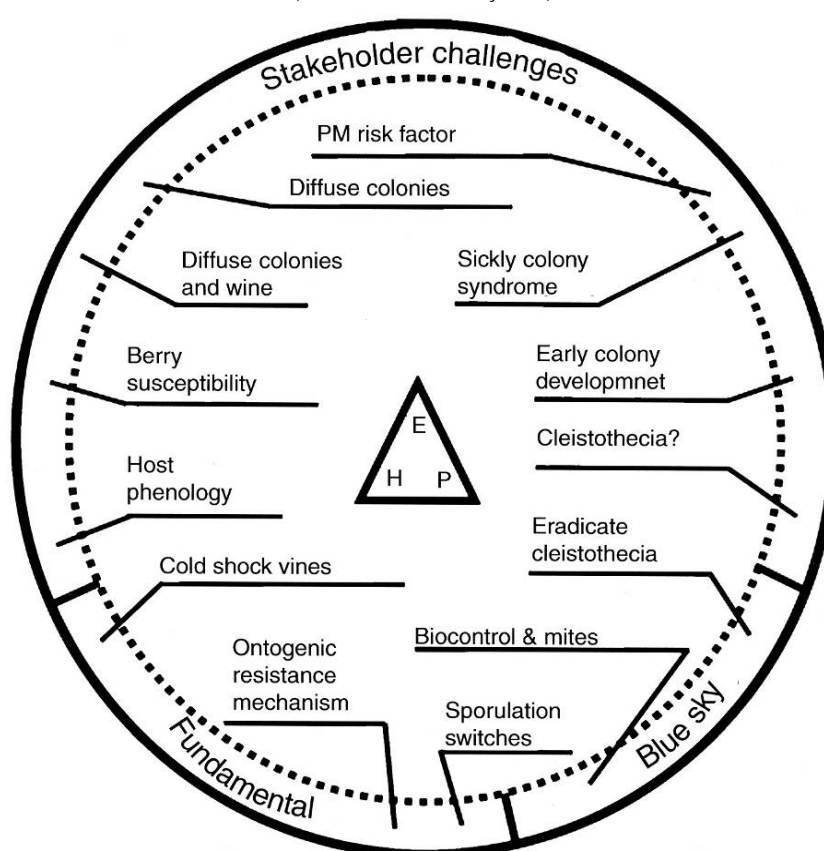 Stakeholder challenges
PM risk factor
Diffuse colonies
Diffuse colonies
and wine
Sickly colony
syndrome
Berry
susceptibility
Early colony
developmnet
E
H P
Cleistothecia?
Host
phenology
Eradicate
cleistothecia
Cold shock vines
Biocontrol & mites
Ontogenic
resistance
mechanism
Sporulation
switches
Fundamental
Blue sky